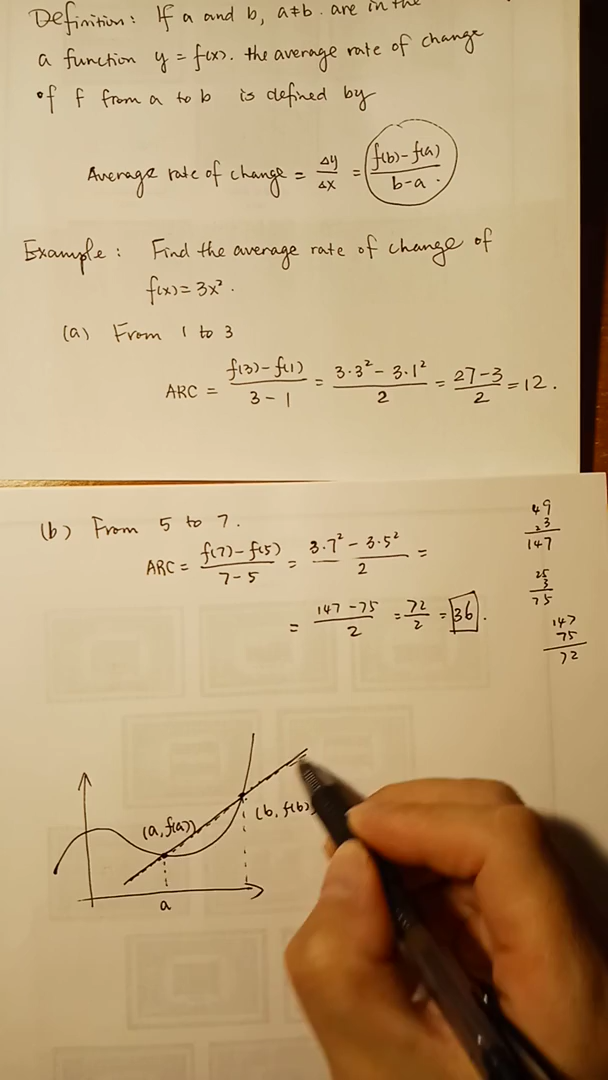 Definition: If a and b, a≠b. are in the
a function y = f(x). the average rate of change
of f from a to b is defined by
Average rate of change = Δy/Δx = (f(b)-f(a))/(b-a).
Example: Find the average rate of change of
f(x)=3x².
(a) From 1 to 3
ARC = (f(3)-f(1))/(3-1) = (3·3² - 3·1²)/2 = (27-3)/2 = 12.
(b) From 5 to 7.
ARC = (f(7)-f(5))/(7-5) = (3·7² - 3·5²)/2 =
= (147-75)/2 = 72/2 = 36.
49
3
147
25
3
75
147
75
72
(a, f(a))
(b, f(b)
a